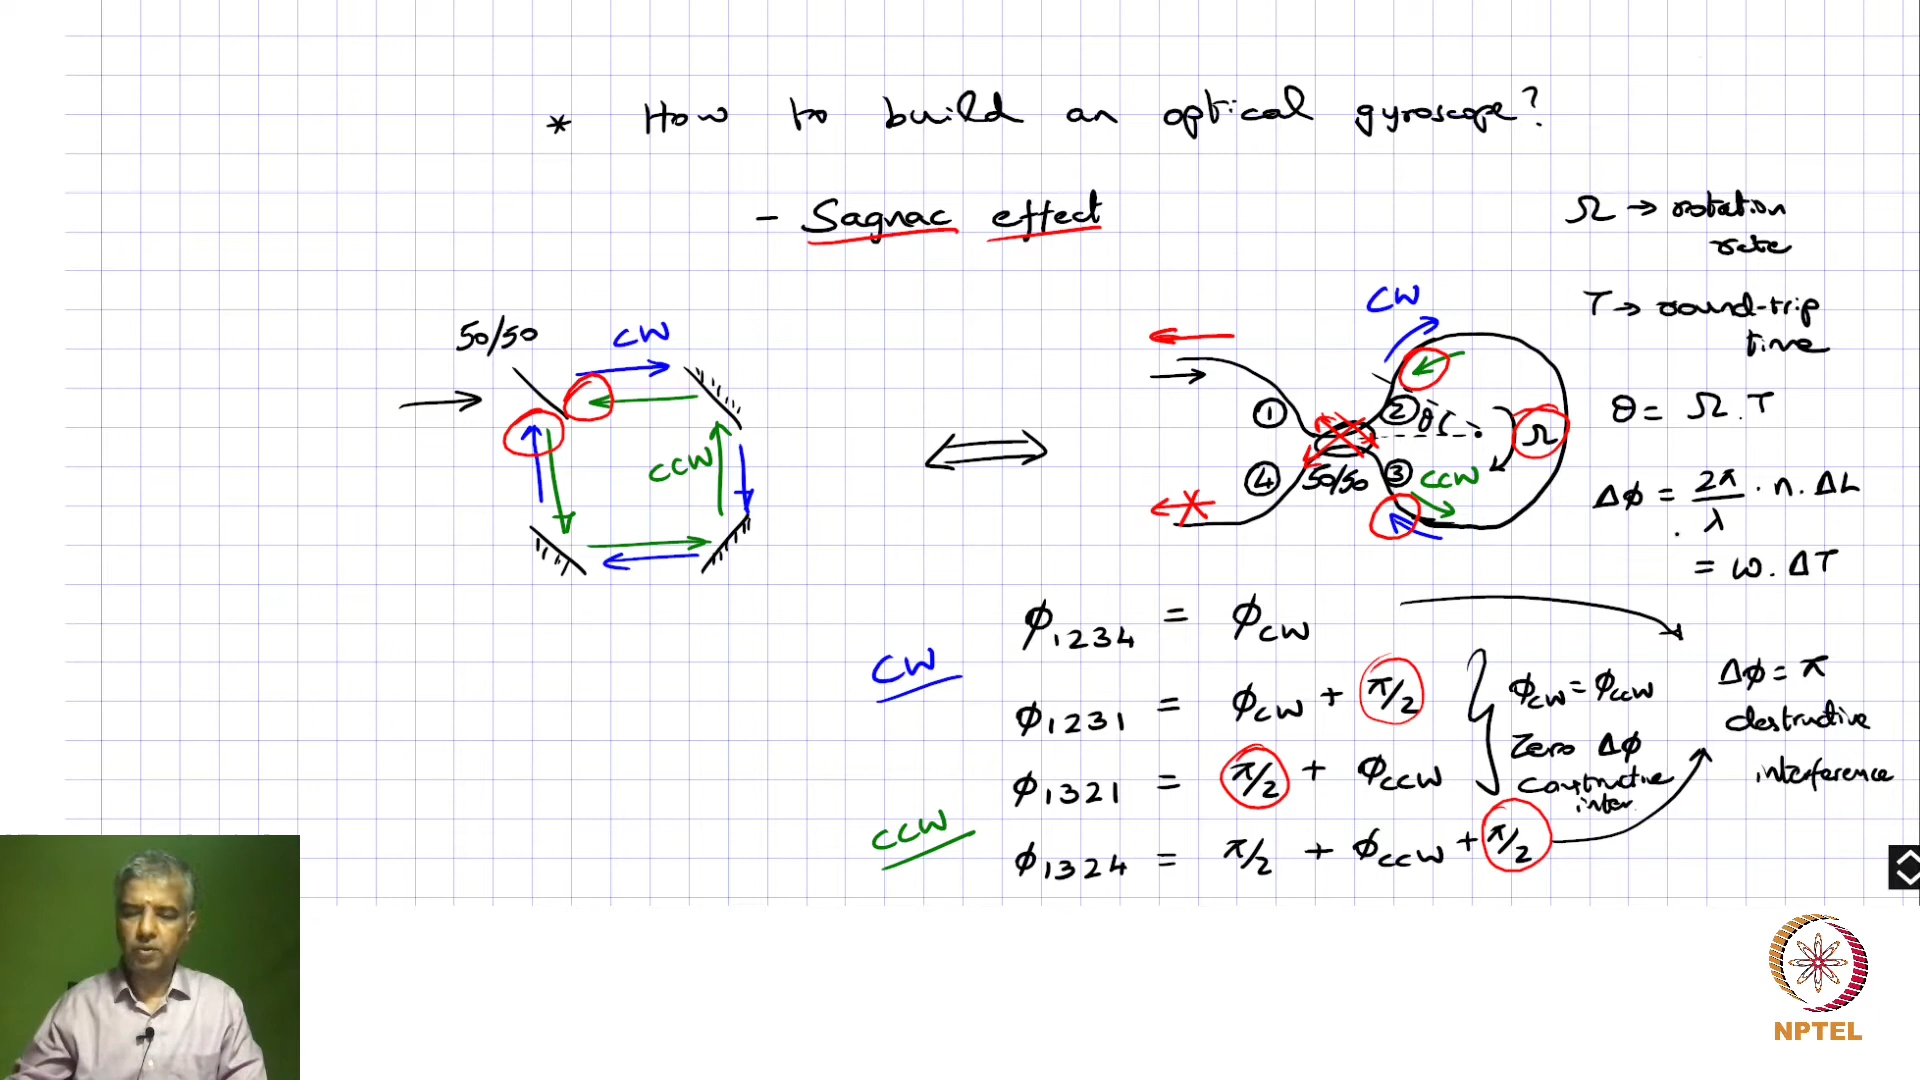 * How to build an optical gyroscope?
- Sagnac effect
Ω → rotation
rate
T → round-trip
time
θ = Ω . T
Δφ = 2π/λ . n . ΔL
= ω . ΔT
50/50
CW
CCW
CW
①
②
θ
Ω
④
50/50
③
CCW
CW
φ1234 = φCW
φ1231 = φCW + π/2
CCW
φ1321 = π/2 + φCCW
φ1324 = π/2 + φCCW + π/2
φCW = φCCW
Zero Δφ
constructive
inter.
Δφ = π
destructive
interference
NPTEL